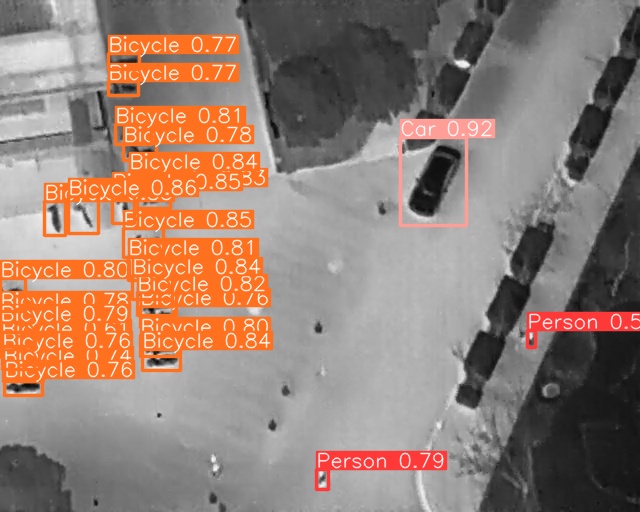 Bicycle 0.77
Bicycle 0.77
Bicycle 0.81
Bicycle 0.78
Car 0.92
Bicycle 0.84
Bicycle 0.86
Bicycle 0.85
Bicycle 0.81
Bicycle 0.80
Bicycle 0.84
Bicycle 0.82
Bicycle 0.78
Bicycle 0.76
Bicycle 0.79
Person 0.5
Bicycle 0.80
Bicycle 0.76
Bicycle 0.84
Bicycle 0.76
Person 0.79